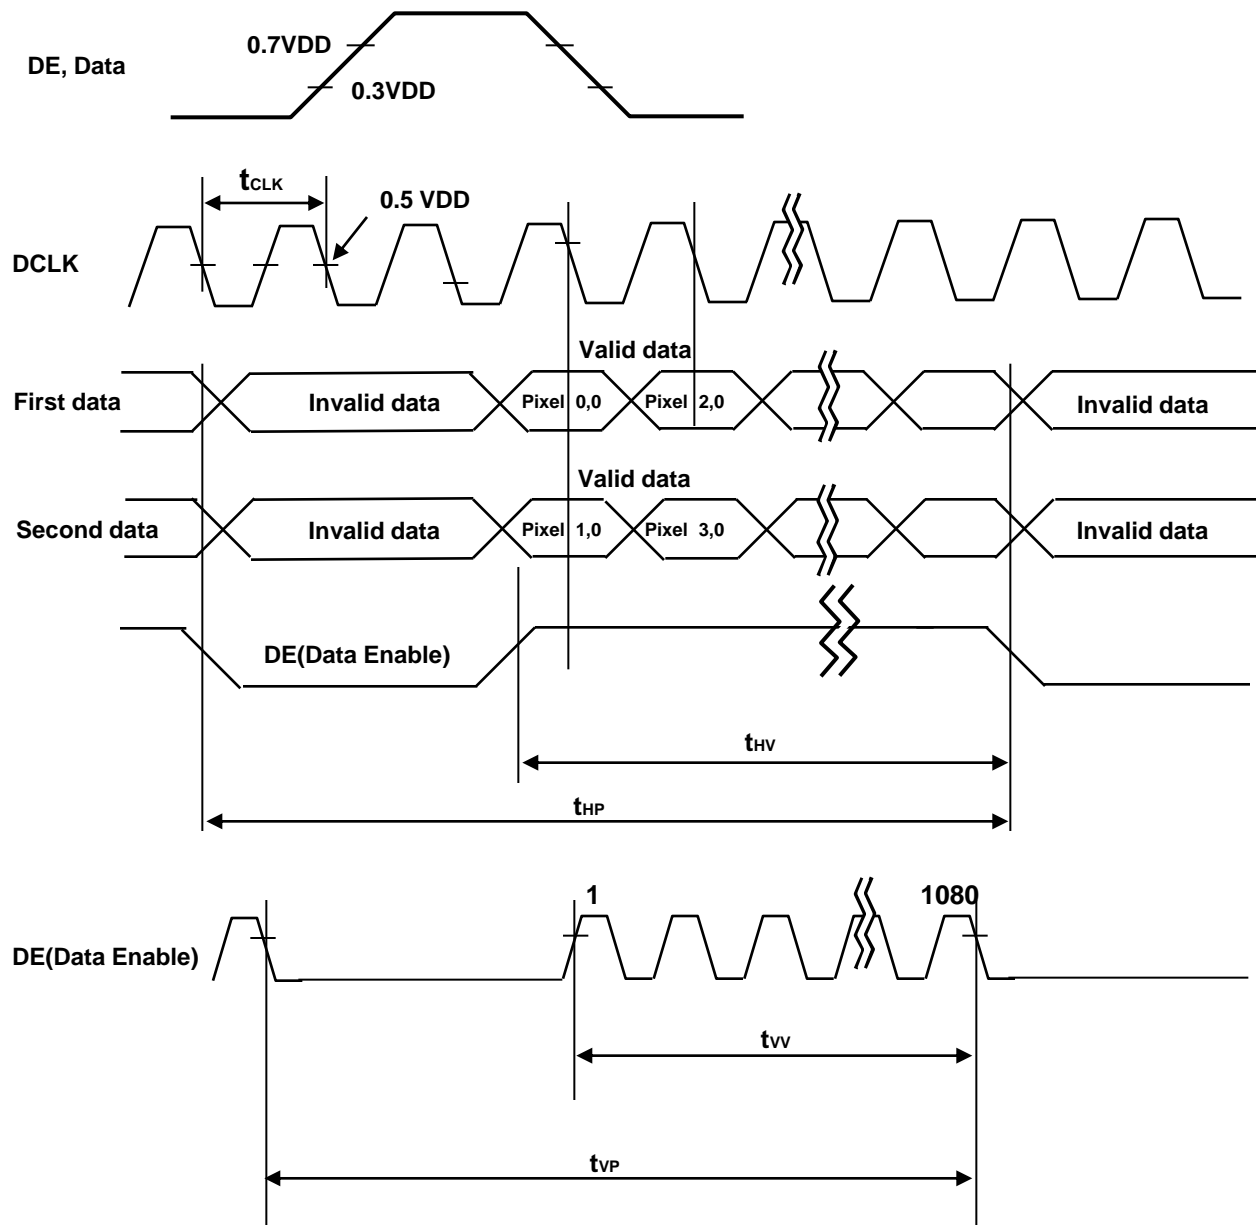 0.7VDD
DE, Data
0.3VDD
tCLK
0.5 VDD
DCLK
Valid data
First data
Invalid data
Pixel 0,0
Pixel 2,0
Invalid data
Valid data
Second data
Invalid data
Pixel 1,0
Pixel 3,0
Invalid data
DE(Data Enable)
tHV
tHP
1
1080
DE(Data Enable)
tVV
tVP